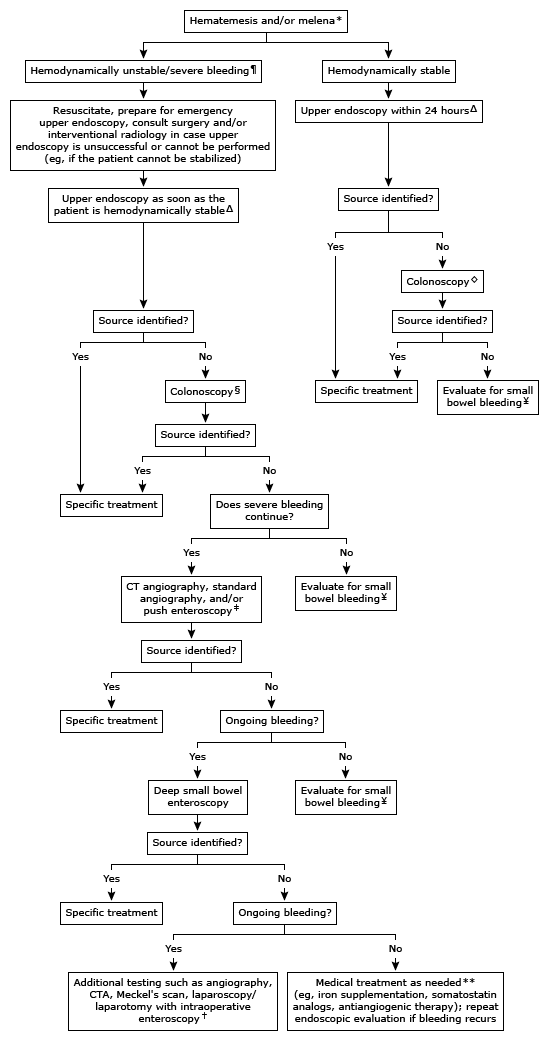 Hematemesis and/or melena*
Hemodynamically unstable/severe bleeding¶
Hemodynamically stable
Resuscitate, prepare for emergency
upper endoscopy, consult surgery and/or
interventional radiology in case upper
endoscopy is unsuccessful or cannot be performed
(eg, if the patient cannot be stabilized)
Upper endoscopy within 24 hoursΔ
Upper endoscopy as soon as the
patient is hemodynamically stableΔ
Source identified?
Yes
No
Colonoscopy◇
Source identified?
Source identified?
Yes
No
Yes
No
Colonoscopy§
Specific treatment
Evaluate for small
bowel bleeding¥
Source identified?
Yes
No
Specific treatment
Does severe bleeding
continue?
Yes
No
CT angiography, standard
angiography, and/or
push enteroscopy‡
Evaluate for small
bowel bleeding¥
Source identified?
Yes
No
Specific treatment
Ongoing bleeding?
Yes
No
Deep small bowel
enteroscopy
Evaluate for small
bowel bleeding¥
Source identified?
Yes
No
Specific treatment
Ongoing bleeding?
Yes
No
Additional testing such as angiography,
CTA, Meckel's scan, laparoscopy/
laparotomy with intraoperative
enteroscopy†
Medical treatment as needed**
(eg, iron supplementation, somatostatin
analogs, antiangiogenic therapy); repeat
endoscopic evaluation if bleeding recurs